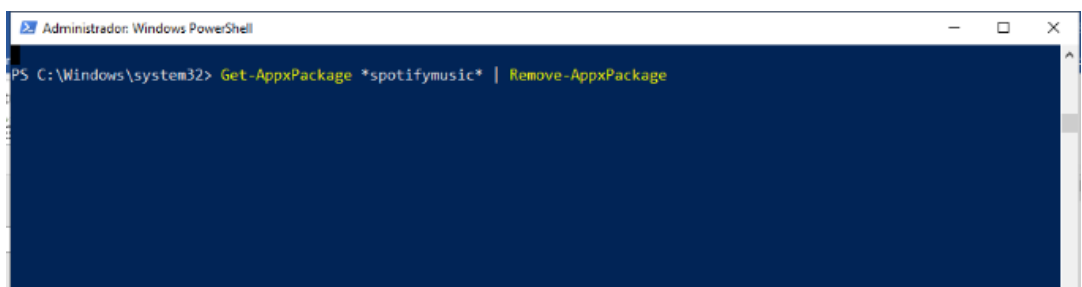 Administrador: Windows PowerShell
PS C:\Windows\system32> Get-AppxPackage *spotifymusic* | Remove-AppxPackage